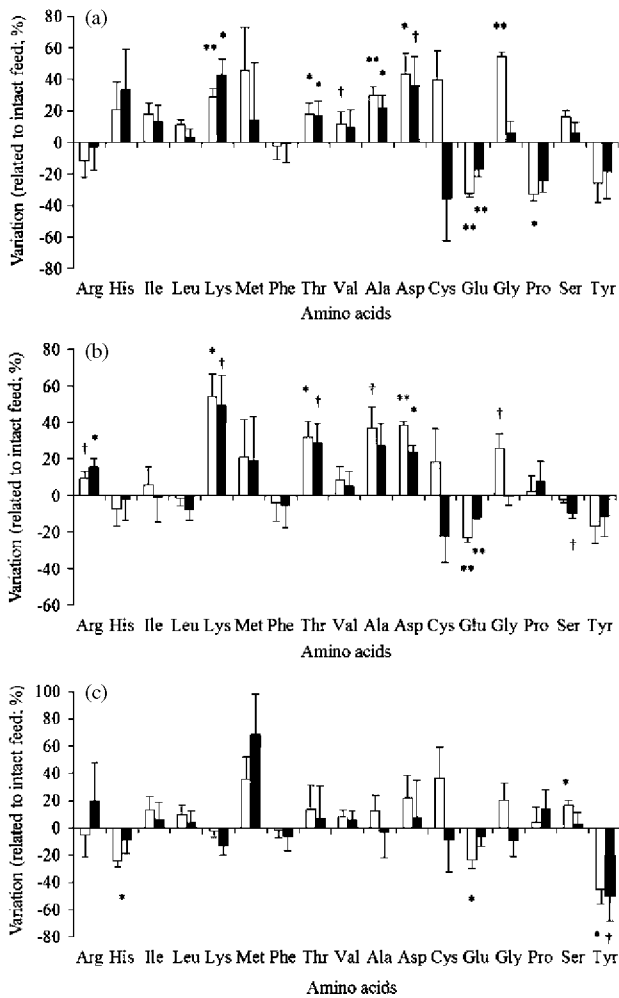 (a)
Variation (related to intact feed; %)
80
60
40
20
0
-20
-40
-60
-80
** * * * † ** * * † **
** ** *
Arg His Ile Leu Lys Met Phe Thr Val Ala Asp Cys Glu Gly Pro Ser Tyr
Amino acids
(b)
Variation (related to intact feed; %)
80
60
40
20
0
-20
-40
-60
† * * † * † † ** * †
** ** †
Arg His Ile Leu Lys Met Phe Thr Val Ala Asp Cys Glu Gly Pro Ser Tyr
Amino acids
(c)
Variation (related to intact feed; %)
100
80
60
40
20
0
-20
-40
-60
-80
*
* * * †
Arg His Ile Leu Lys Met Phe Thr Val Ala Asp Cys Glu Gly Pro Ser Tyr
Amino acids